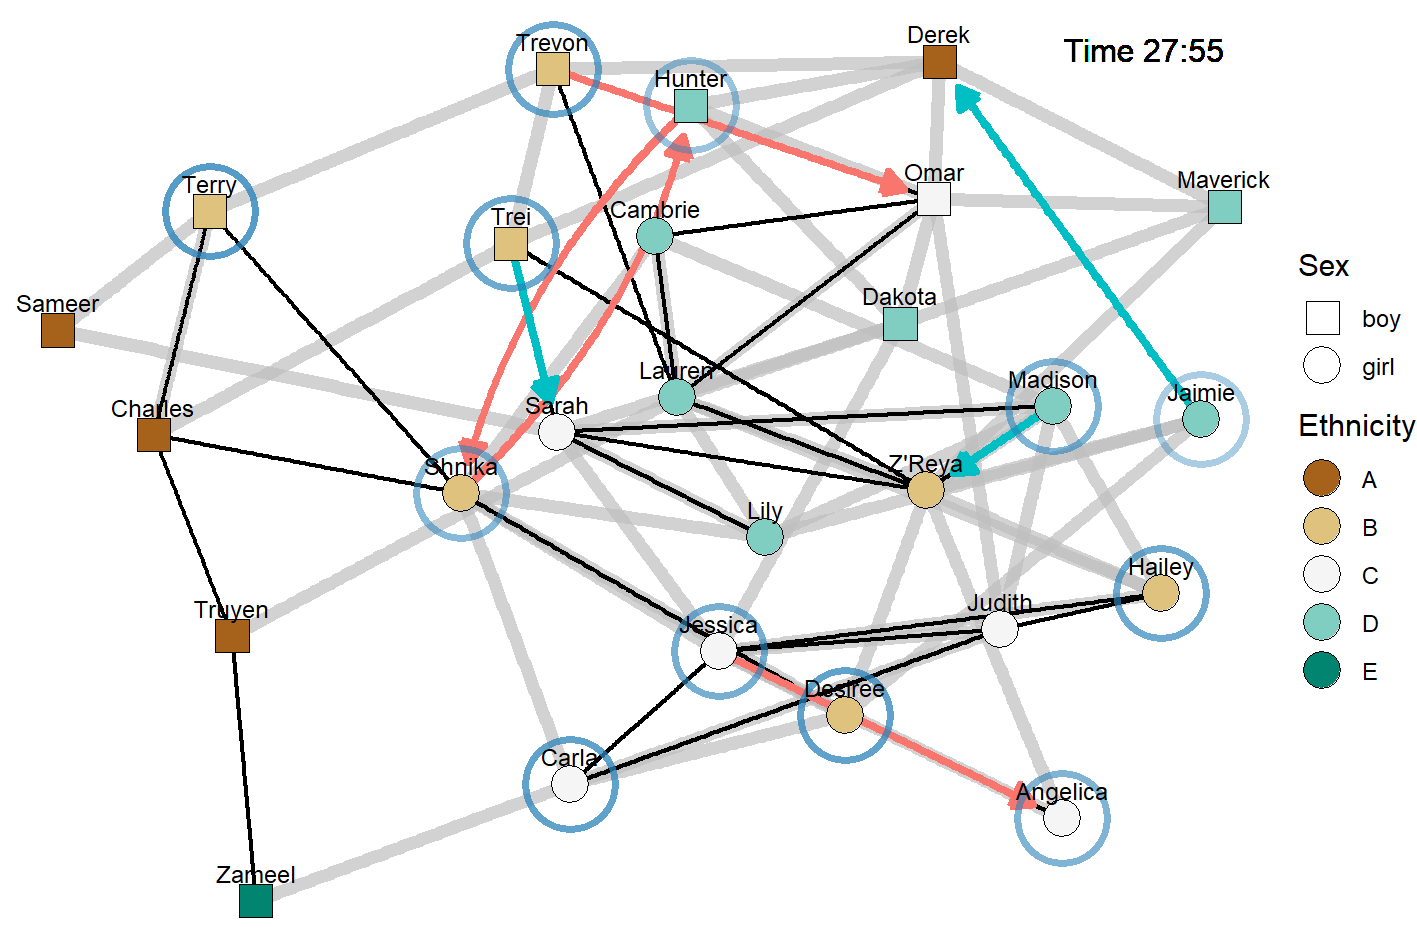 Derek
Trevon
Time 27:55
Hunter
Omar
Maverick
Terry
Trei
Cambrie
Sex
Dakota
Sameer
boy
girl
Lauren
Madison
Jaimie
Charles
Sarah
Ethnicity
Shnika
Z'Reya
A
Lily
B
Hailey
C
Truyen
Judith
Jessica
D
E
Desiree
Carla
Angelica
Zameel